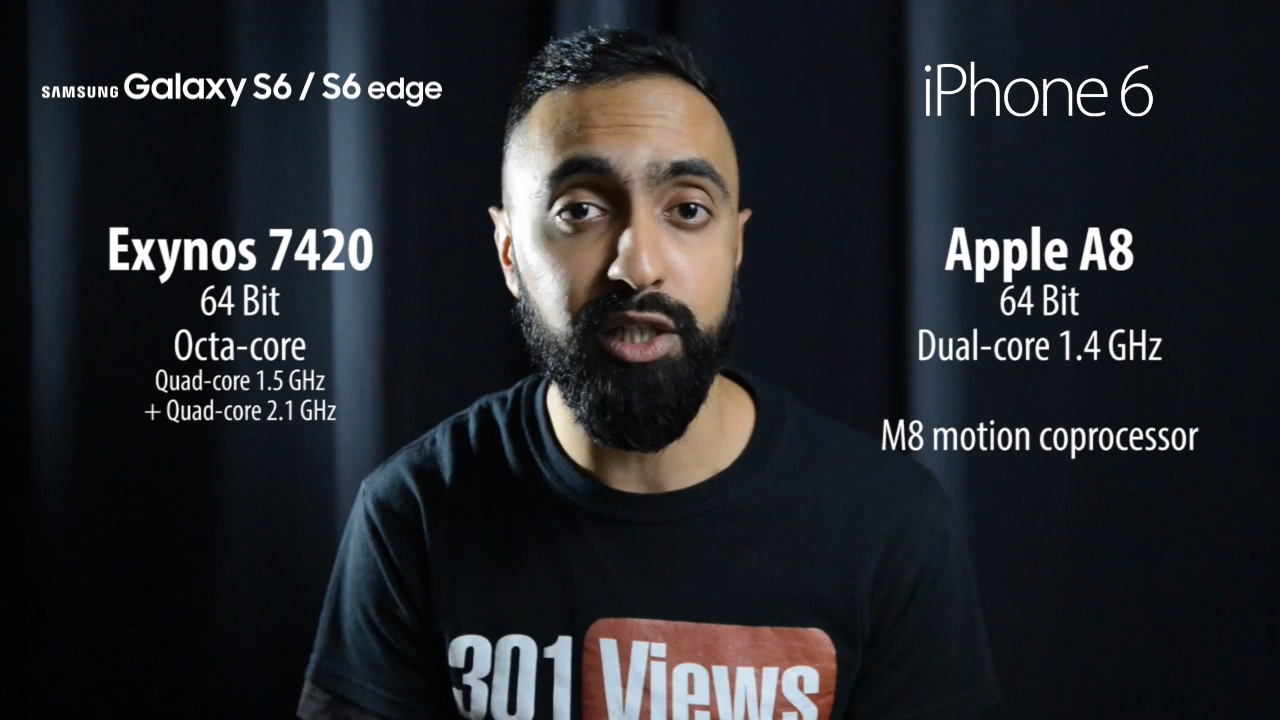 SAMSUNG Galaxy S6 / S6 edge
Exynos 7420
64 Bit
Octa-core
Quad-core 1.5 GHz
+ Quad-core 2.1 GHz
iPhone 6
Apple A8
64 Bit
Dual-core 1.4 GHz
M8 motion coprocessor
301 Views